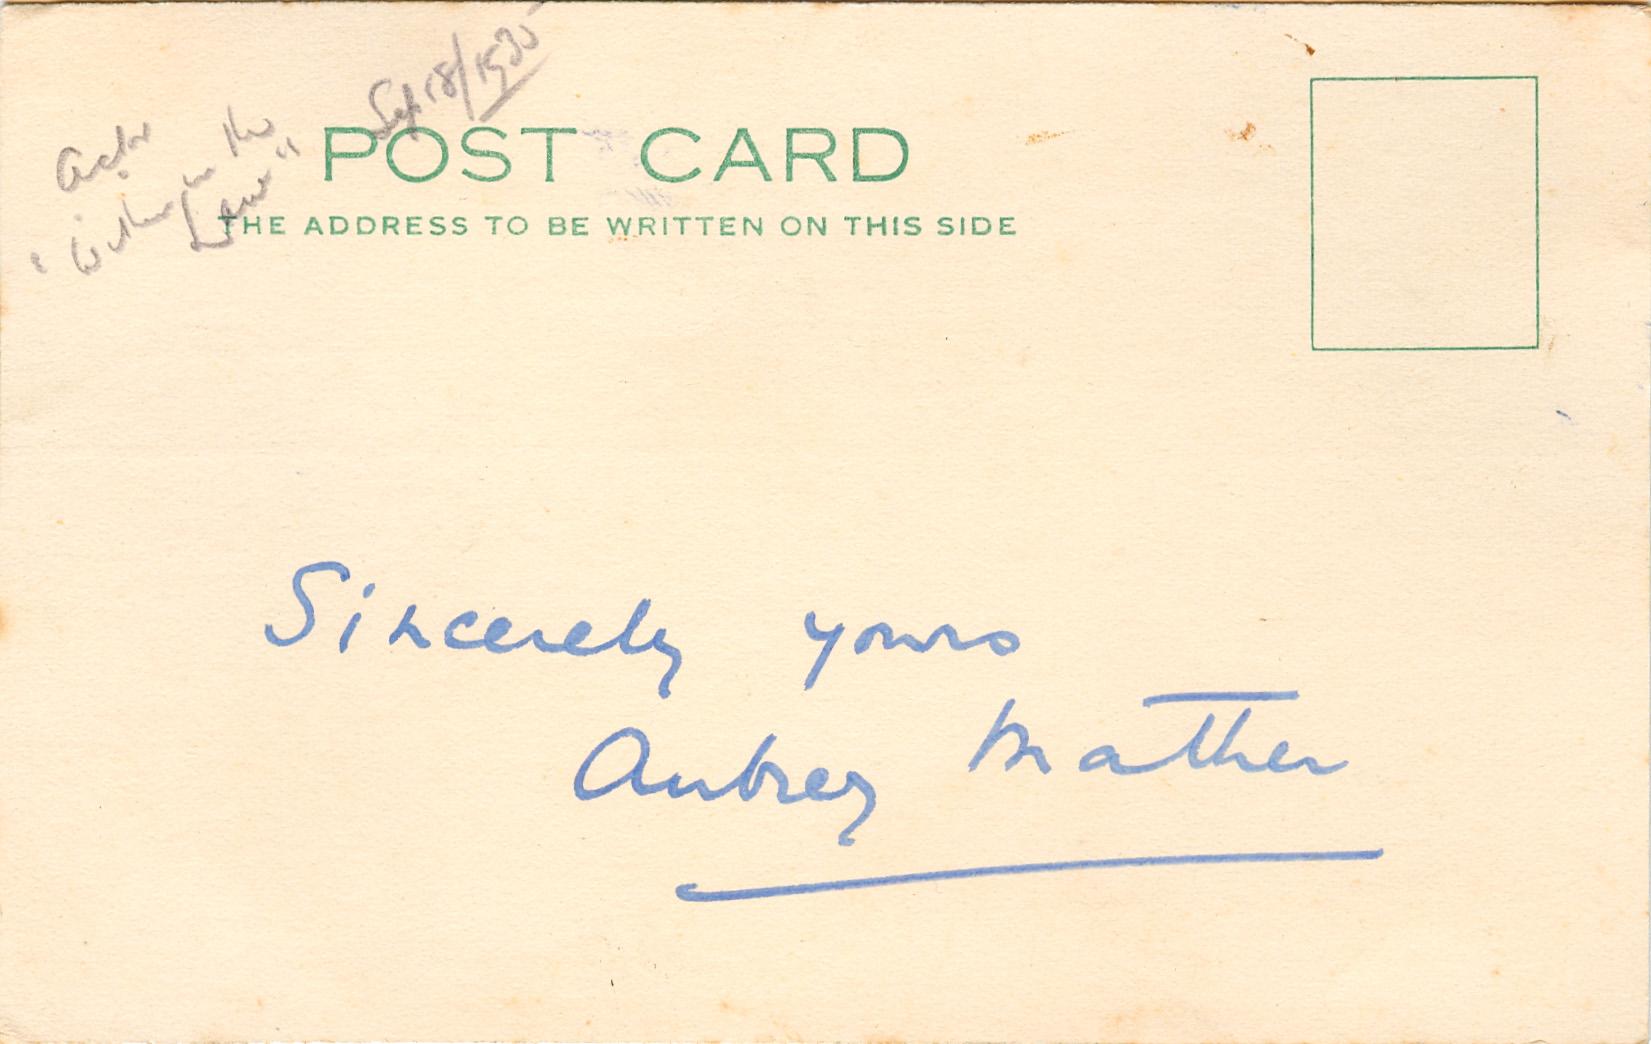 Sep 18/1935
Actor
"Within the
Law"
POST CARD
THE ADDRESS TO BE WRITTEN ON THIS SIDE
Sincerely yours
Aubrey Mather